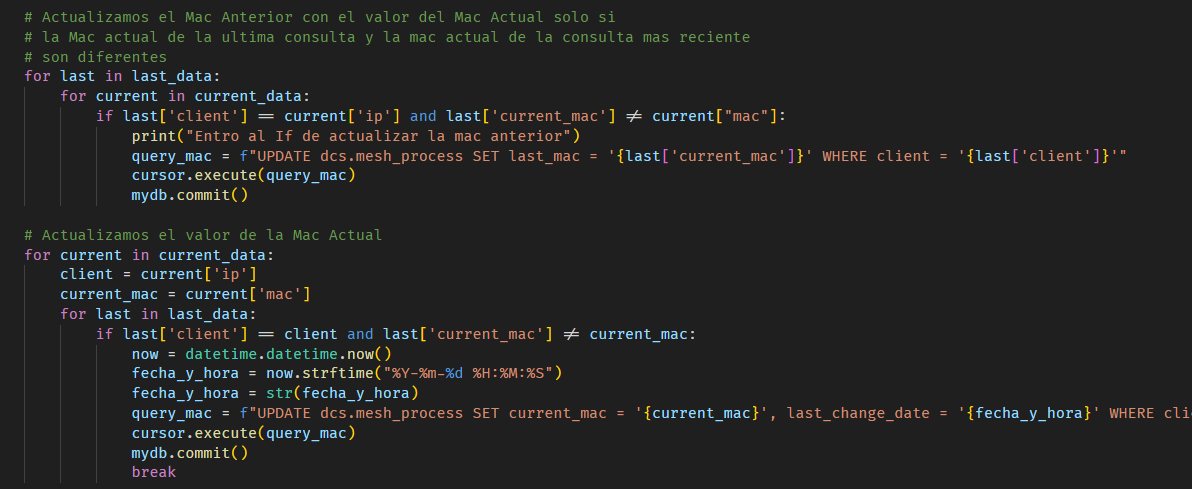 # Actualizamos el Mac Anterior con el valor del Mac Actual solo si
# la Mac actual de la ultima consulta y la mac actual de la consulta mas reciente
# son diferentes
for last in last_data:
    for current in current_data:
        if last['client'] == current['ip'] and last['current_mac'] != current["mac"]:
            print("Entro al If de actualizar la mac anterior")
            query_mac = f"UPDATE dcs.mesh_process SET last_mac = '{last['current_mac']}' WHERE client = '{last['client']}'"
            cursor.execute(query_mac)
            mydb.commit()

# Actualizamos el valor de la Mac Actual
for current in current_data:
    client = current['ip']
    current_mac = current['mac']
    for last in last_data:
        if last['client'] == client and last['current_mac'] != current_mac:
            now = datetime.datetime.now()
            fecha_y_hora = now.strftime("%Y-%m-%d %H:%M:%S")
            fecha_y_hora = str(fecha_y_hora)
            query_mac = f"UPDATE dcs.mesh_process SET current_mac = '{current_mac}', last_change_date = '{fecha_y_hora}' WHERE cli
            cursor.execute(query_mac)
            mydb.commit()
            break